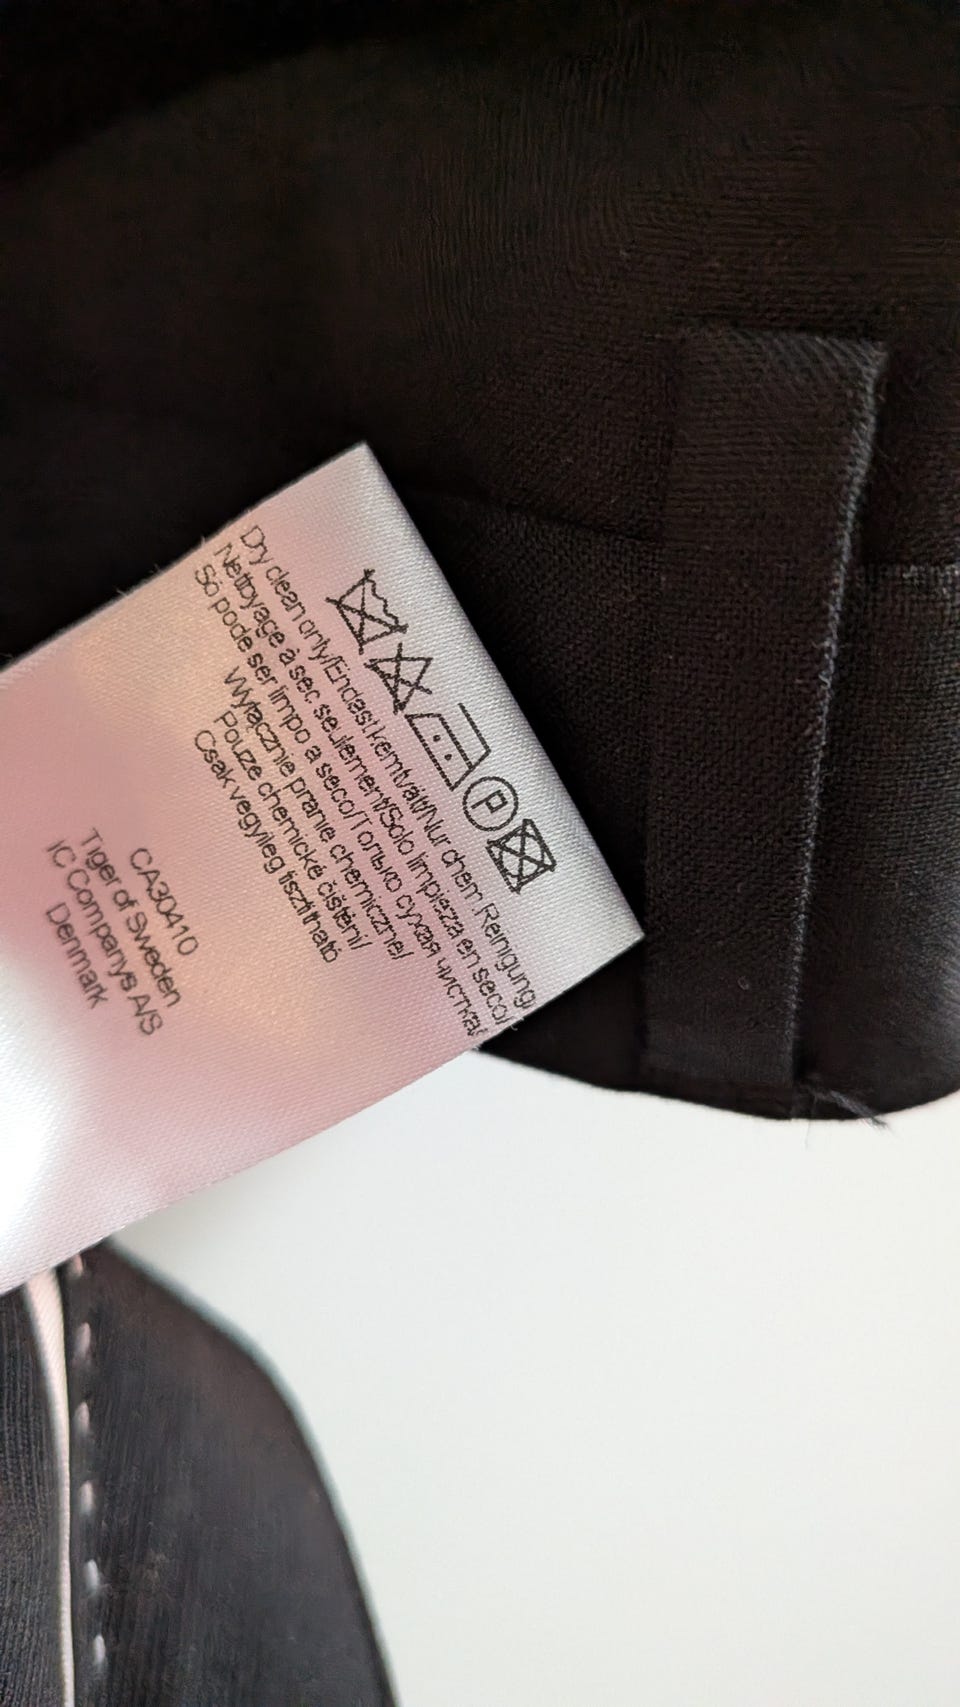 P
Dry clean only/Endast kemtvätt/Nur chem Reinigung/
Nettoyage à sec seulement/Solo limpieza en seco/
Só pode ser limpo a seco/Только сухая чистка/
Wyłącznie pranie chemiczne/
Pouze chemické čištění/
Csak vegyileg tisztítható
CA30410
Tiger of Sweden
IC Companys A/S
Denmark